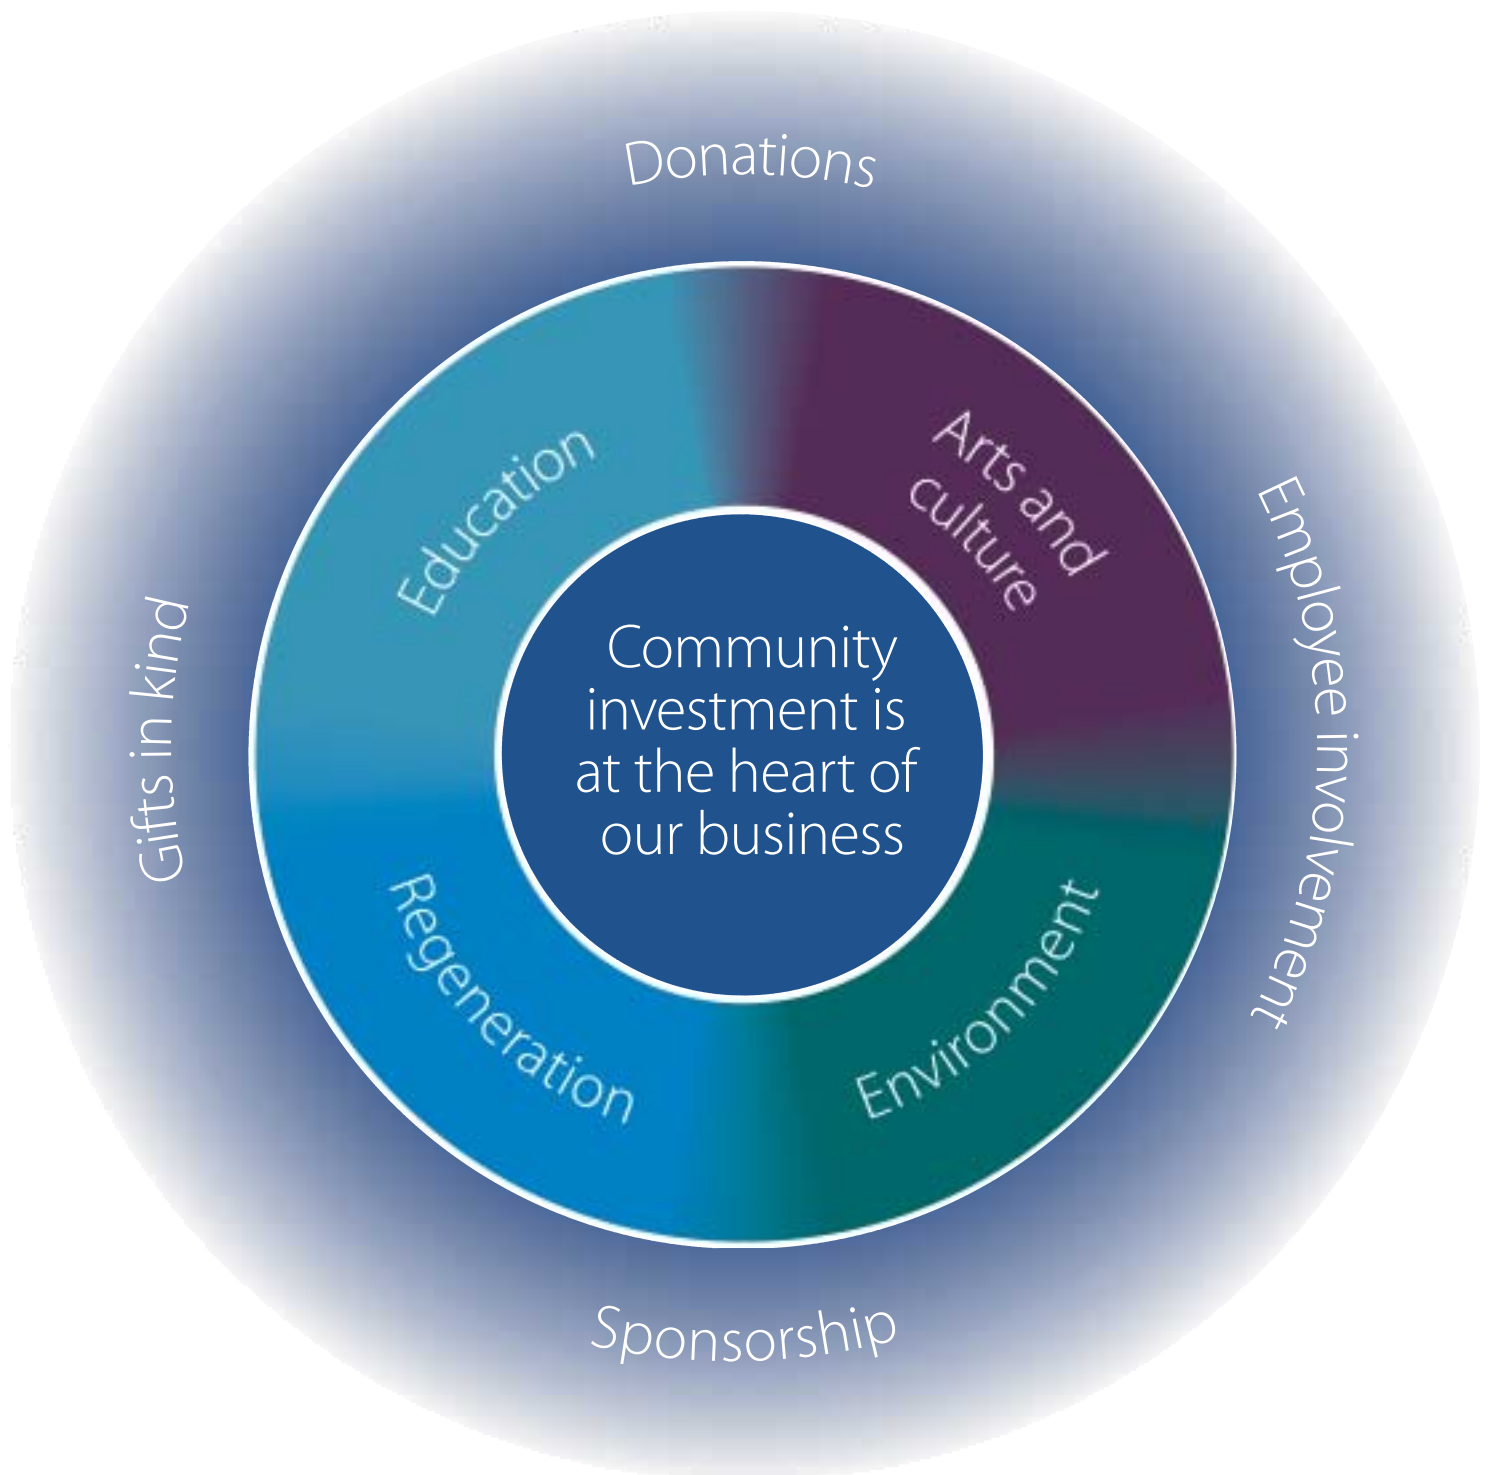 Donations
Education
Arts and
culture
Employee involvement
Gifts in kind
Community
investment is
at the heart of
our business
Regeneration
Environment
Sponsorship